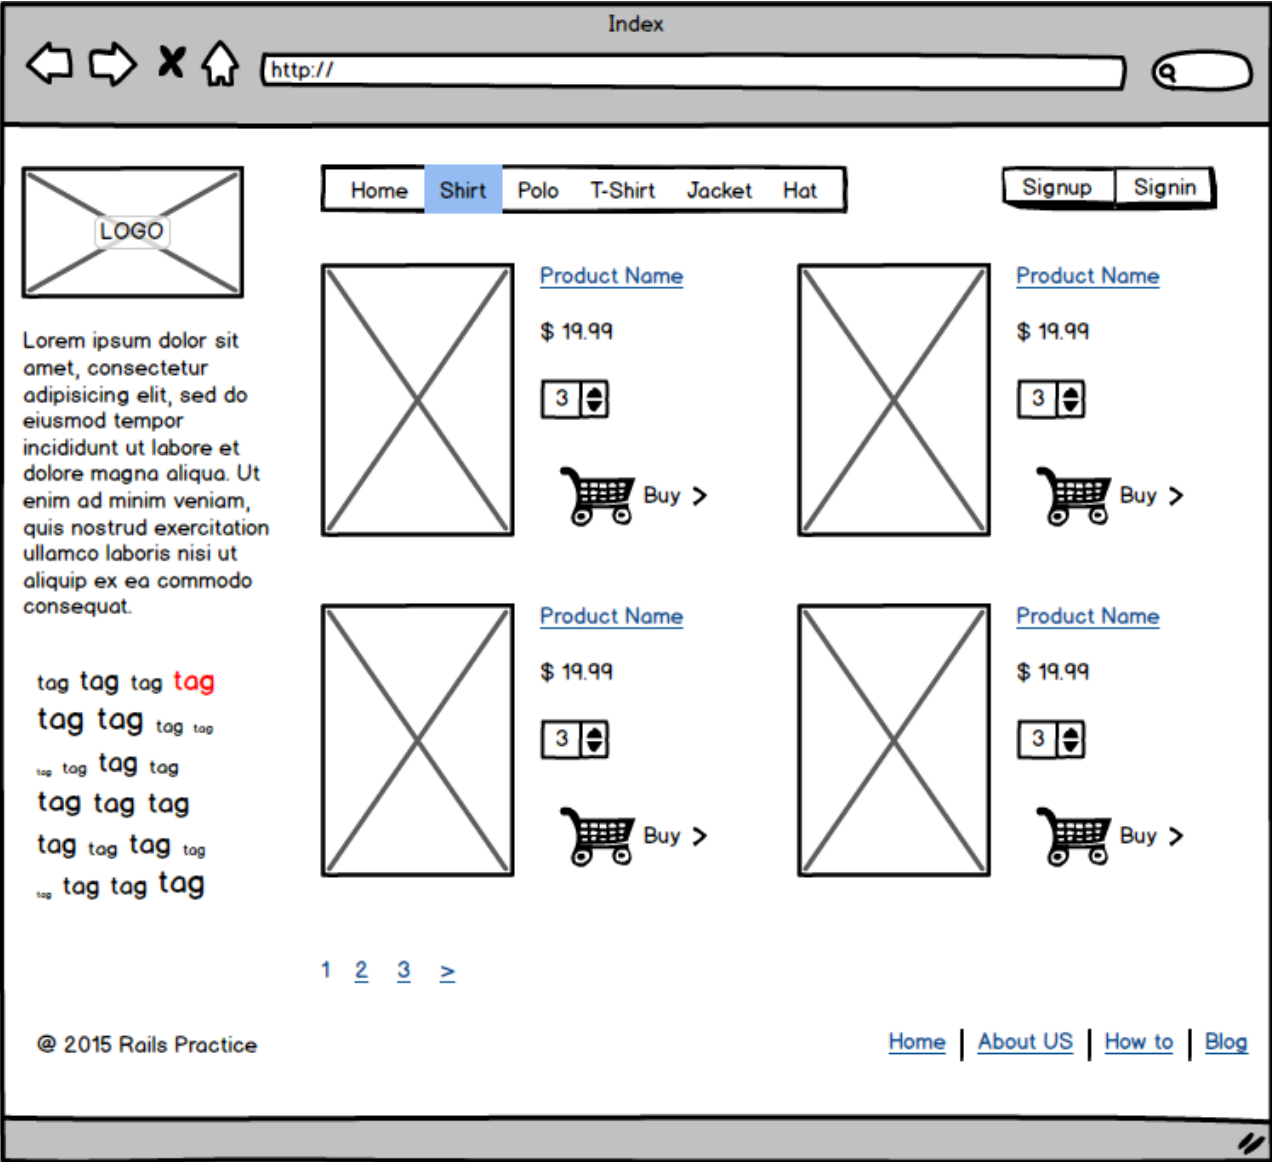 Index
http://
LOGO
Home Shirt Polo T-Shirt Jacket Hat
Signup Signin
Lorem ipsum dolor sit
amet, consectetur
adipisicing elit, sed do
eiusmod tempor
incididunt ut labore et
dolore magna aliqua. Ut
enim ad minim veniam,
quis nostrud exercitation
ullamco laboris nisi ut
aliquip ex ea commodo
consequat.
tag tag tag tag
tag tag tag tag
tag tag tag tag
tag tag tag
tag tag tag tag
tag tag tag tag
Product Name
$ 19.99
3
Buy >
Product Name
$ 19.99
3
Buy >
Product Name
$ 19.99
3
Buy >
Product Name
$ 19.99
3
Buy >
1 2 3 >
@ 2015 Rails Practice
Home | About US | How to | Blog